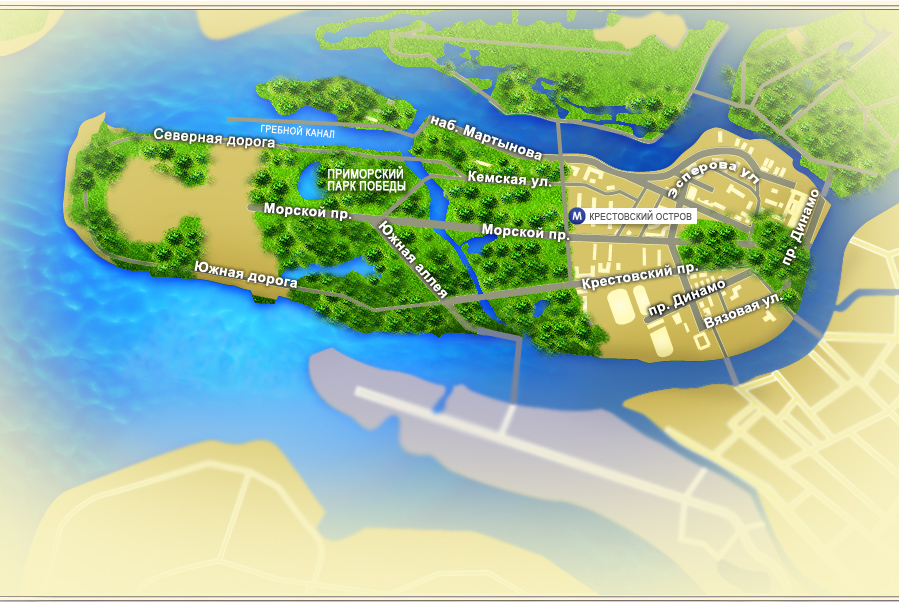 наб. Мартынова
ГРЕБНОЙ КАНАЛ
Северная дорога
ПРИМОРСКИЙ
ПАРК ПОБЕДЫ
Кемская ул.
Эсперова ул.
Морской пр.
М
КРЕСТОВСКИЙ ОСТРОВ
Морской пр.
пр. Динамо
Южная аллея
Южная дорога
Крестовский пр.
пр. Динамо
Вязовая ул.